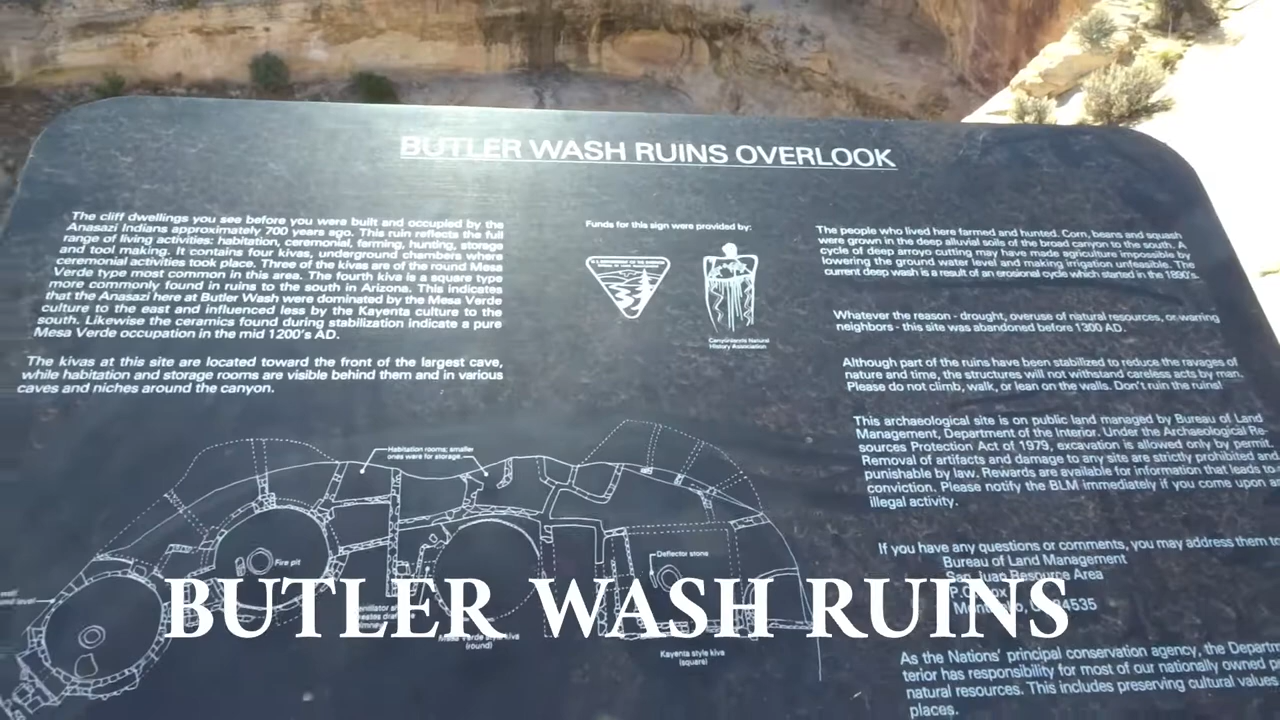 BUTLER WASH RUINS OVERLOOK
The cliff dwellings you see before you were built and occupied by the
Anasazi Indians approximately 700 years ago. This ruin reflects the full
range of living activities: habitation, ceremonial, farming, hunting, storage
and tool making. It contains four kivas, underground chambers where
ceremonial activities took place. Three of the kivas are of the round Mesa
Verde type most common in this area. The fourth kiva is a square type
more commonly found in ruins to the south in Arizona. This indicates
that the Anasazi here at Butler Wash were dominated by the Mesa Verde
culture to the east and influenced less by the Kayenta culture to the
south. Likewise the ceramics found during stabilization indicate a pure
Mesa Verde occupation in the mid 1200's AD.
The kivas at this site are located toward the front of the largest cave,
while habitation and storage rooms are visible behind them and in various
caves and niches around the canyon.
Funds for this sign were provided by:
Canyonlands Natural
History Association
The people who lived here farmed and hunted. Corn, beans and squash
were grown in the deep alluvial soils of the broad canyon to the south. A
cycle of deep arroyo cutting may have made agriculture impossible by
lowering the ground water level and making irrigation unfeasible. The
current deep wash is a result of an erosional cycle which started in the 1890's.
Whatever the reason - drought, overuse of natural resources, or warring
neighbors - this site was abandoned before 1300 AD.
Although part of the ruins have been stabilized to reduce the ravages of
nature and time, the structures will not withstand careless acts by man.
Please do not climb, walk, or lean on the walls. Don't ruin the ruins!
This archaeological site is on public land managed by Bureau of Land
Management, Department of the Interior. Under the Archaeological Re-
sources Protection Act of 1979, excavation is allowed only by permit.
Removal of artifacts and damage to any site are strictly prohibited and
punishable by law. Rewards are available for information that leads to
conviction. Please notify the BLM immediately if you come upon a
illegal activity.
If you have any questions or comments, you may address them to
Bureau of Land Management
San Juan Resource Area
P.O. Box
84535
As the Nations' principal conservation agency, the Departm
terior has responsibility for most of our nationally owned p
natural resources. This includes preserving cultural values
places.
Habitation rooms; smaller
ones were for storage.
Fire pit
Deflector stone
Mesa Verde style kiva
(round)
Kayenta style kiva
(square)
BUTLER WASH RUINS